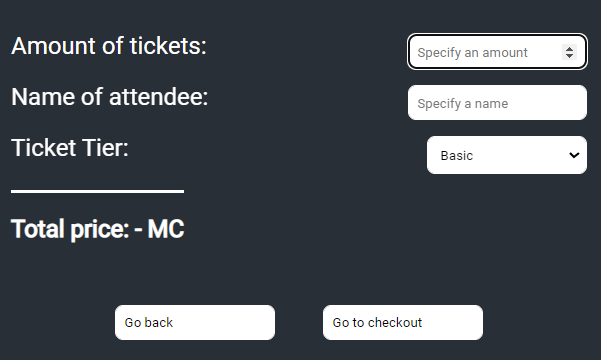 Amount of tickets: Specify an amount
Name of attendee: Specify a name
Ticket Tier: Basic
Total price: - MC
Go back Go to checkout